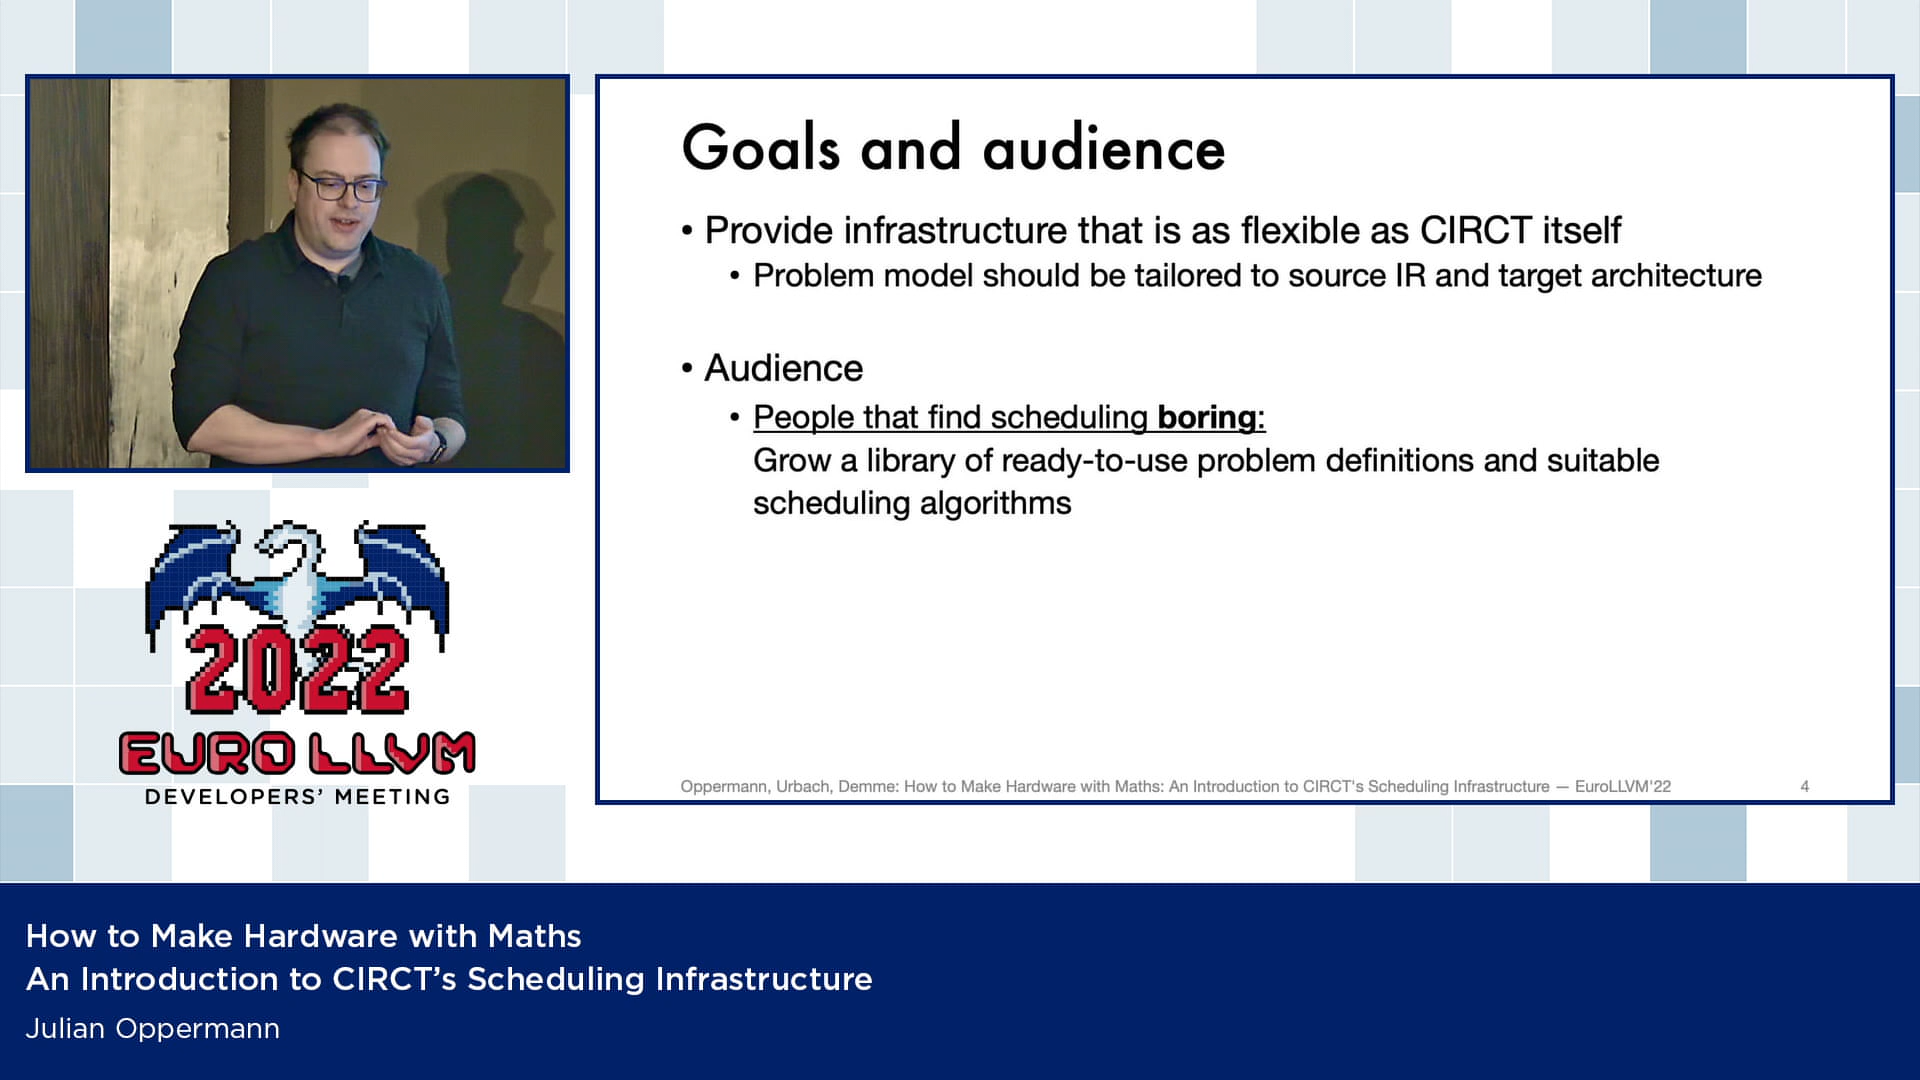 Goals and audience
• Provide infrastructure that is as flexible as CIRCT itself
• Problem model should be tailored to source IR and target architecture
• Audience
• People that find scheduling boring:
Grow a library of ready-to-use problem definitions and suitable
scheduling algorithms
Oppermann, Urbach, Demme: How to Make Hardware with Maths: An Introduction to CIRCT's Scheduling Infrastructure — EuroLLVM'22
4
2022
EURO LLVM
DEVELOPERS’ MEETING
How to Make Hardware with Maths
An Introduction to CIRCT’s Scheduling Infrastructure
Julian Oppermann